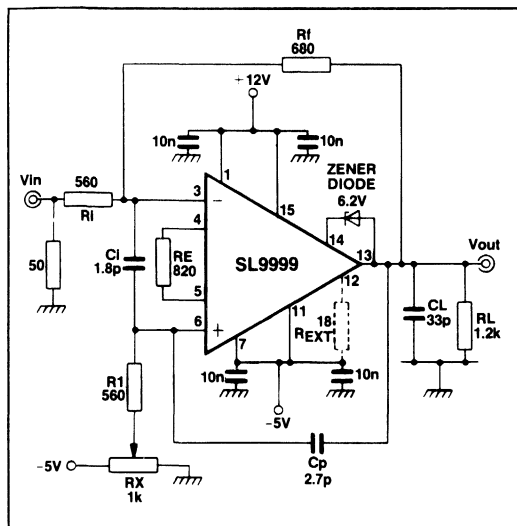 Rf
680
+12V
10n
10n
ZENER
DIODE
6.2V
Vin
560
RI
1
3
−
4
15
14
13
Vout
50
CI
1.8p
RE
820
SL9999
12
5
6
+
11
18
REXT
CL
33p
RL
1.2k
7
R1
560
10n
10n
−5V
−5V
RX
1k
Cp
2.7p